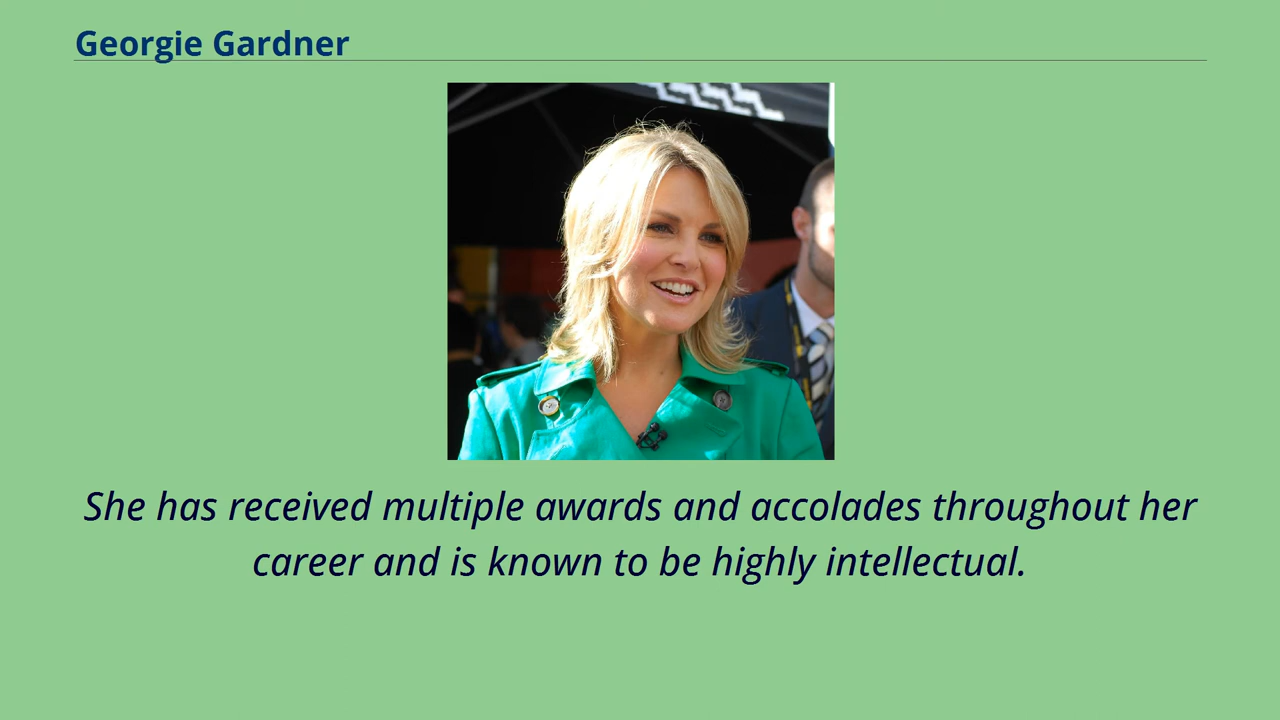 Georgie Gardner
She has received multiple awards and accolades throughout her
career and is known to be highly intellectual.